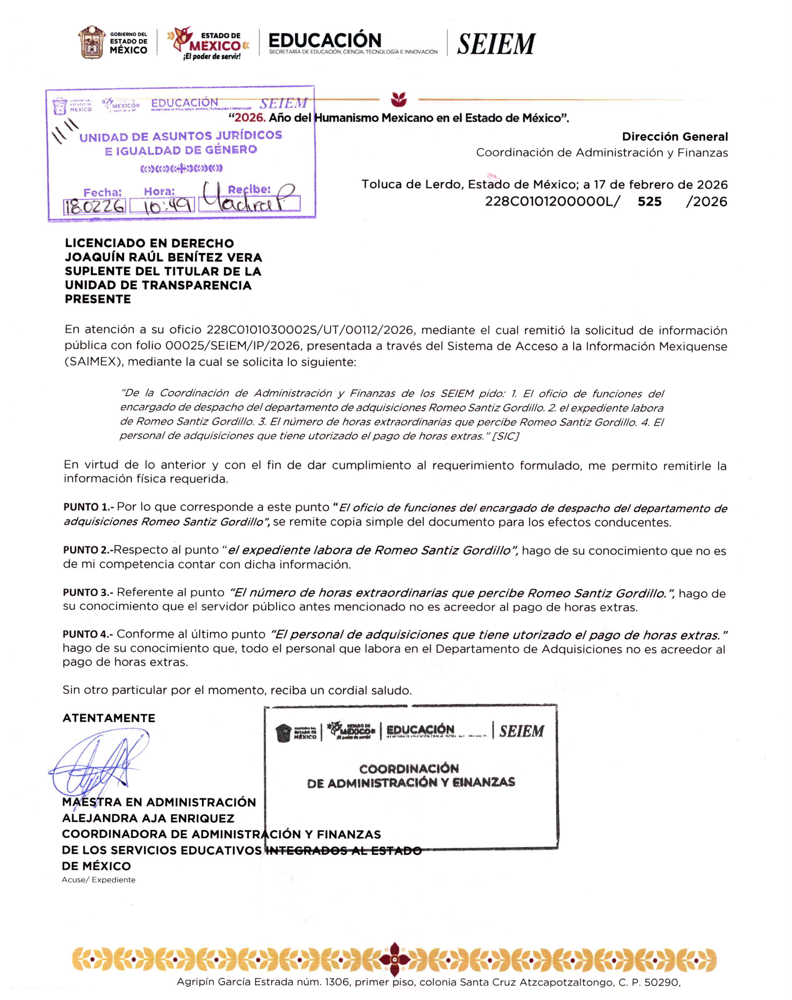 GOBIERNO DEL
ESTADO DE
MÉXICO
ESTADO DE
MÉXICO
¡El poder de servir!
EDUCACIÓN
SECRETARÍA DE EDUCACIÓN, CIENCIA, TECNOLOGÍA E INNOVACIÓN
SEIEM
GOBIERNO DEL
ESTADO DE
MÉXICO
MÉXICO
EDUCACIÓN
SECRETARÍA DE EDUCACIÓN, CIENCIA, TECNOLOGÍA E INNOVACIÓN
SEIEM
UNIDAD DE ASUNTOS JURÍDICOS
E IGUALDAD DE GÉNERO
Fecha: Hora: Recibe:
180226 10:49
“2026. Año del Humanismo Mexicano en el Estado de México”.
Dirección General
Coordinación de Administración y Finanzas
Toluca de Lerdo, Estado de México; a 17 de febrero de 2026
228C0101200000L/ 525 /2026
LICENCIADO EN DERECHO
JOAQUÍN RAÚL BENÍTEZ VERA
SUPLENTE DEL TITULAR DE LA
UNIDAD DE TRANSPARENCIA
PRESENTE
En atención a su oficio 228C0101030002S/UT/00112/2026, mediante el cual remitió la solicitud de información
pública con folio 00025/SEIEM/IP/2026, presentada a través del Sistema de Acceso a la Información Mexiquense
(SAIMEX), mediante la cual se solicita lo siguiente:
“De la Coordinación de Administración y Finanzas de los SEIEM pido: 1. El oficio de funciones del
encargado de despacho del departamento de adquisiciones Romeo Santiz Gordillo. 2. el expediente labora
de Romeo Santiz Gordillo. 3. El número de horas extraordinarias que percibe Romeo Santiz Gordillo. 4. El
personal de adquisiciones que tiene utorizado el pago de horas extras.” [SIC]
En virtud de lo anterior y con el fin de dar cumplimiento al requerimiento formulado, me permito remitirle la
información física requerida.
PUNTO 1.- Por lo que corresponde a este punto “El oficio de funciones del encargado de despacho del departamento de
adquisiciones Romeo Santiz Gordillo”, se remite copia simple del documento para los efectos conducentes.
PUNTO 2.-Respecto al punto “el expediente labora de Romeo Santiz Gordillo”, hago de su conocimiento que no es
de mi competencia contar con dicha información.
PUNTO 3.- Referente al punto “El número de horas extraordinarias que percibe Romeo Santiz Gordillo.”, hago de
su conocimiento que el servidor público antes mencionado no es acreedor al pago de horas extras.
PUNTO 4.- Conforme al último punto “El personal de adquisiciones que tiene utorizado el pago de horas extras.”
hago de su conocimiento que, todo el personal que labora en el Departamento de Adquisiciones no es acreedor al
pago de horas extras.
Sin otro particular por el momento, reciba un cordial saludo.
ATENTAMENTE
ESTADO DE
MÉXICO
ESTADO DE
MÉXICO
EDUCACIÓN
SEIEM
COORDINACIÓN
DE ADMINISTRACIÓN Y FINANZAS
MAESTRA EN ADMINISTRACIÓN
ALEJANDRA AJA ENRIQUEZ
COORDINADORA DE ADMINISTRACIÓN Y FINANZAS
DE LOS SERVICIOS EDUCATIVOS INTEGRADOS AL ESTADO
DE MÉXICO
Acuse/ Expediente
Agripín García Estrada núm. 1306, primer piso, colonia Santa Cruz Atzcapotzaltongo, C. P. 50290,